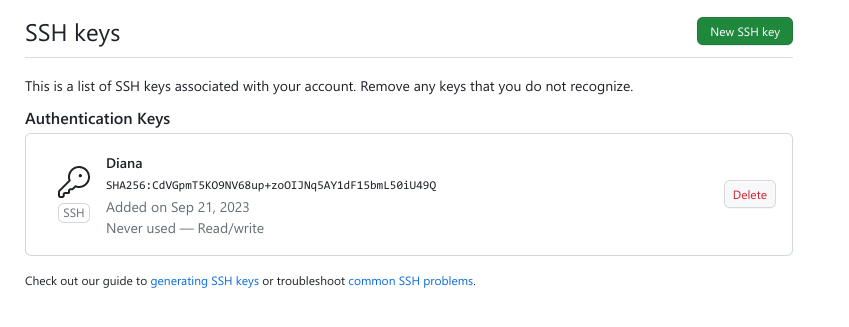 SSH keys
New SSH key
This is a list of SSH keys associated with your account. Remove any keys that you do not recognize.
Authentication Keys
Diana
SHA256:CdVGpmT5KO9NV68up+zoOIJNq5AY1dF15bmL50iU49Q
SSH
Added on Sep 21, 2023
Never used — Read/write
Delete
Check out our guide to generating SSH keys or troubleshoot common SSH problems.